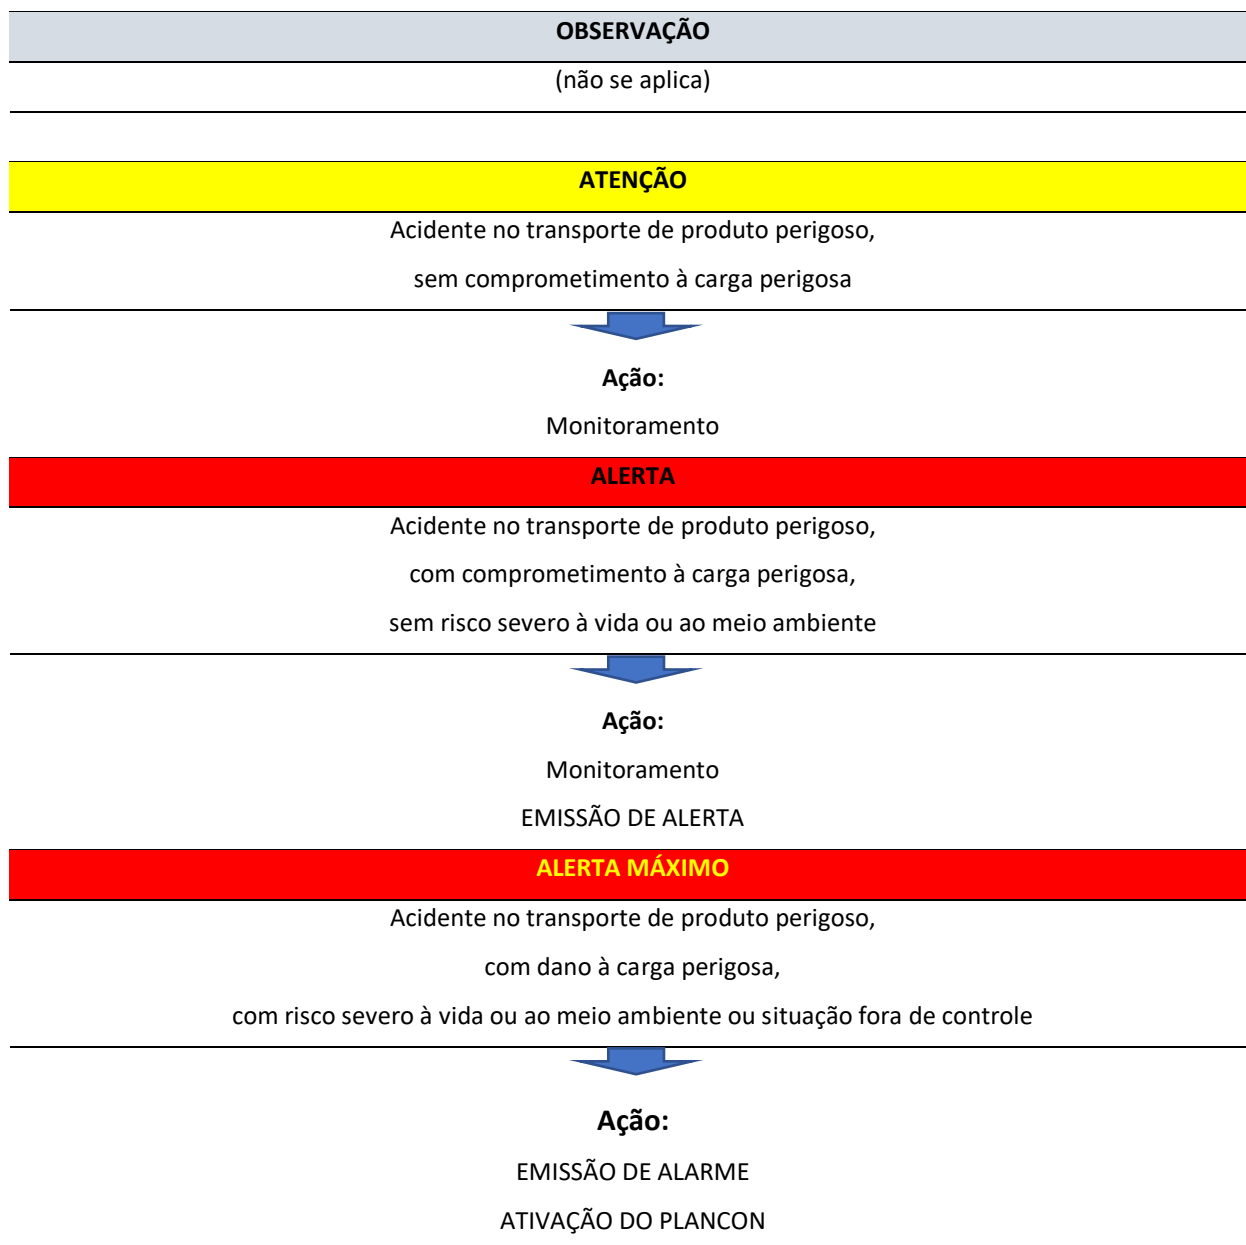 OBSERVAÇÃO
(não se aplica)
ATENÇÃO
Acidente no transporte de produto perigoso,
sem comprometimento à carga perigosa
Ação:
Monitoramento
ALERTA
Acidente no transporte de produto perigoso,
com comprometimento à carga perigosa,
sem risco severo à vida ou ao meio ambiente
Ação:
Monitoramento
EMISSÃO DE ALERTA
ALERTA MÁXIMO
Acidente no transporte de produto perigoso,
com dano à carga perigosa,
com risco severo à vida ou ao meio ambiente ou situação fora de controle
Ação:
EMISSÃO DE ALARME
ATIVAÇÃO DO PLANCON